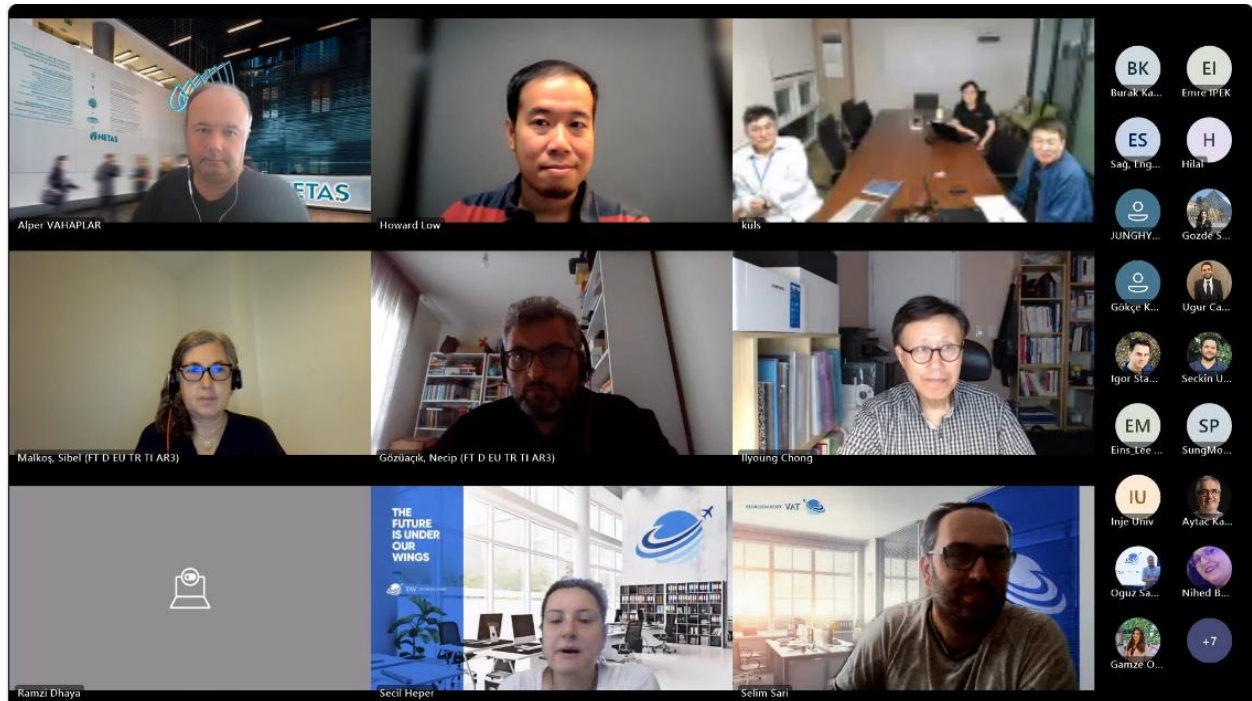 NETAS
NETAS
Alper VAHAPLAR
Howard Low
küls
Malkoş, Sibel (FT D EU TR TI AR3)
Gözüaçık, Necip (FT D EU TR TI AR3)
Ilyoung Chong
Ramzi Dhaya
THE
FUTURE
IS UNDER
OUR
WINGS
TAV
Secil Heper
TAV
Selim Sari
BK
Burak Ka...
EI
Emre IPEK
ES
Sağ, Eng...
H
Hilal
JUNGHY...
Gozde S...
Gökçe K...
Ugur Ca...
Igor Sta...
Seckin U...
EM
Eins_Lee ...
SP
SungMo...
IU
Inje Univ
Aytac Ka...
Oguz Sa...
Nihed B...
Gamze O...
+7